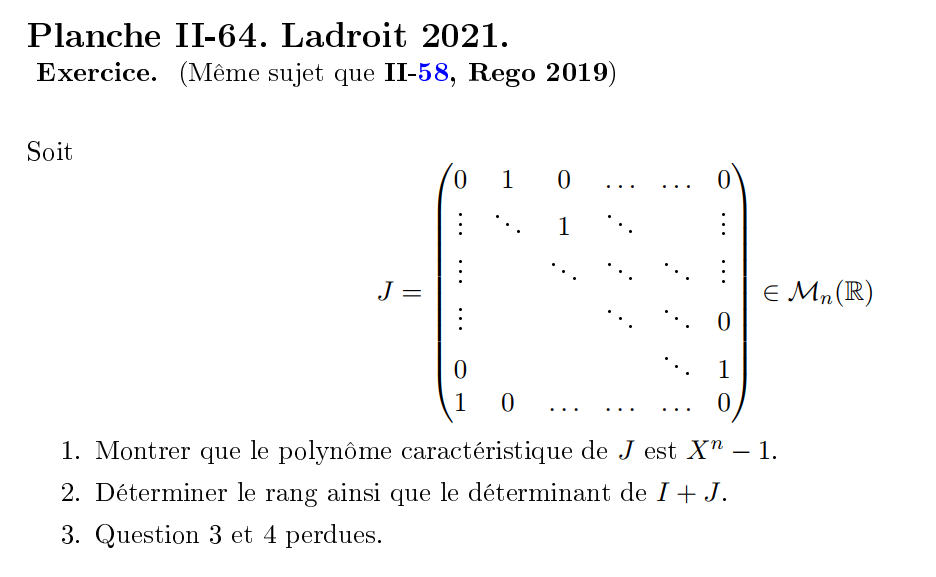 Planche II-64. Ladroit 2021.
Exercice. (Même sujet que II-58, Rego 2019)
Soit
J = \begin{pmatrix} 0 & 1 & 0 & \dots & \dots & 0 \\ \vdots & \ddots & 1 & \ddots & & \vdots \\ \vdots & & \ddots & \ddots & \ddots & \vdots \\ \vdots & & & \ddots & \ddots & 0 \\ 0 & & & & \ddots & 1 \\ 1 & 0 & \dots & \dots & \dots & 0 \end{pmatrix} \in \mathcal{M}_n(\mathbb{R})
1. Montrer que le polynôme caractéristique de J est Xⁿ − 1.
2. Déterminer le rang ainsi que le déterminant de I + J.
3. Question 3 et 4 perdues.